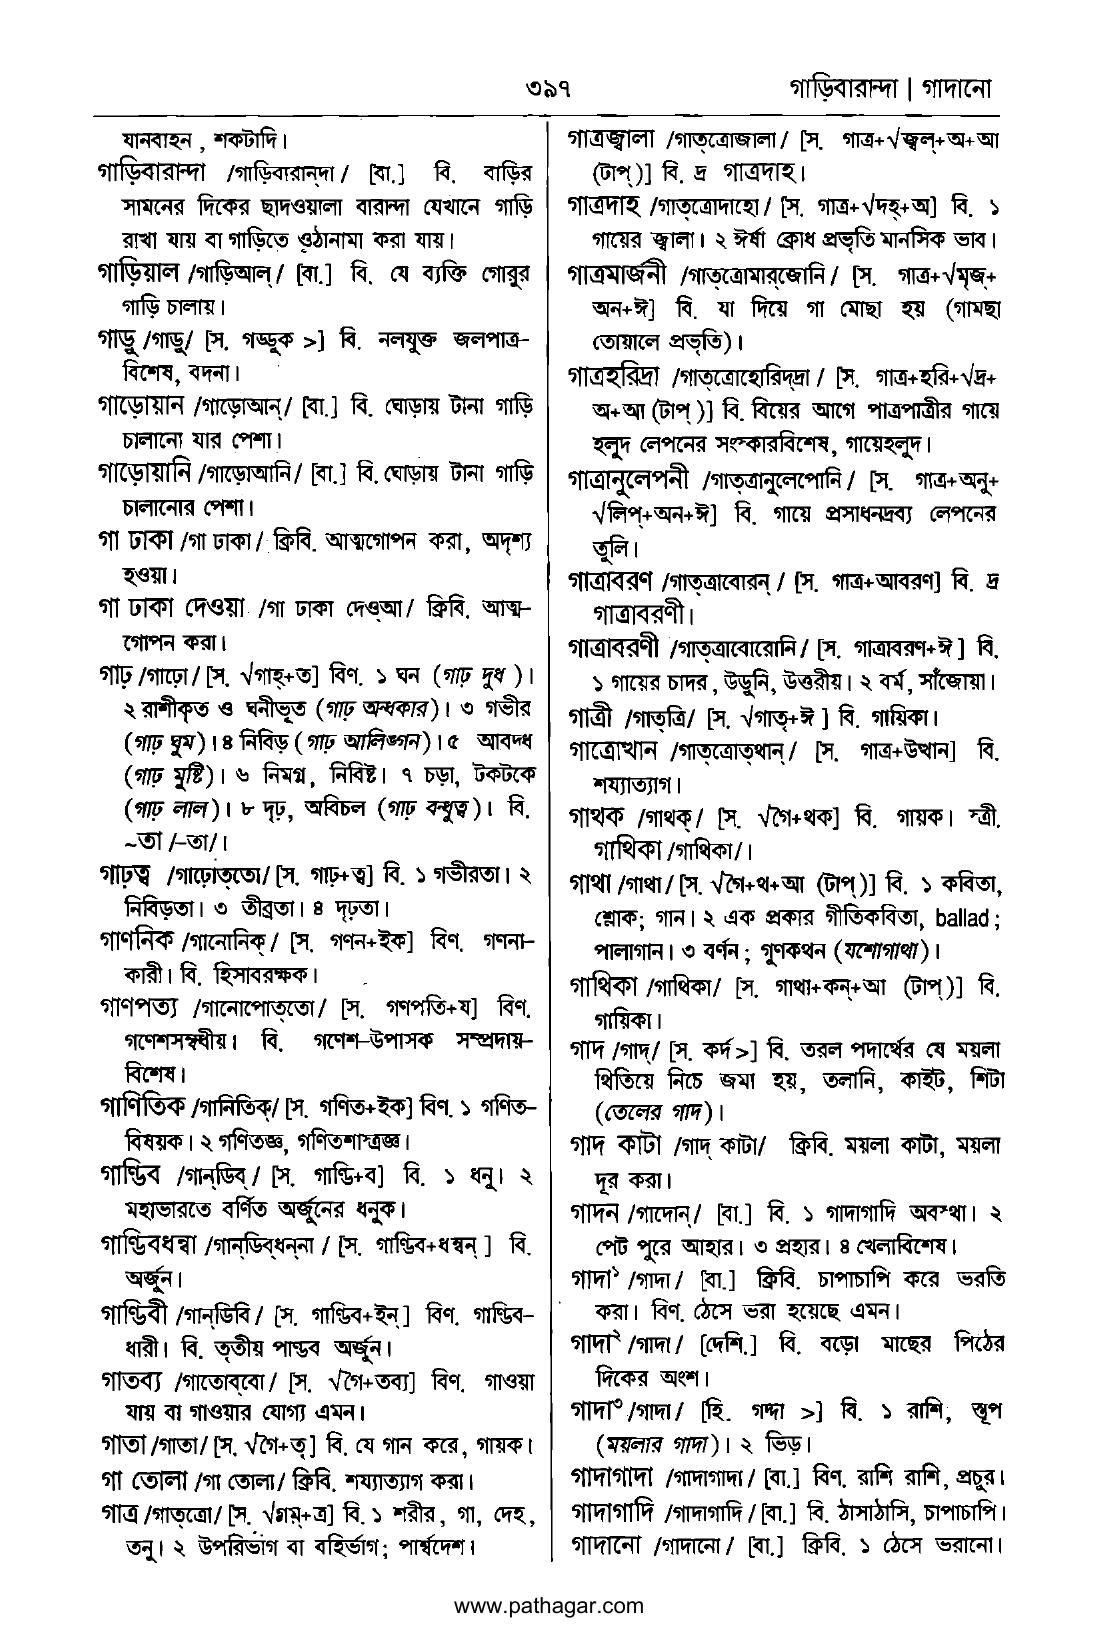 ৩৯৭
গাড়িবারান্দা | গাদানো
যানবাহন , শকটাদি।
গাড়িবারান্দা /গাড়িবারান্‌দা / [বা.] বি. বাড়ির
সামনের দিকের ছাদওয়ালা বারান্দা যেখানে গাড়ি
রাখা যায় বা গাড়িতে ওঠানামা করা যায়।
গাড়িয়াল /গাড়িআল্‌/ [বা.] বি. যে ব্যক্তি গোরুর
গাড়ি চালায়।
গাড়ু /গাড়ু/ [স. গড্ডুক >] বি. নলযুক্ত জলপাত্র–
বিশেষ, বদনা।
গাড়োয়ান /গাড়োআন্‌/ [বা.] বি. ঘোড়ায় টানা গাড়ি
চালানো যার পেশা।
গাড়োয়ানি /গাড়োআনি/ [বা.] বি. ঘোড়ায় টানা গাড়ি
চালানোর পেশা।
গা ঢাকা /গা ঢাকা/ ক্রিবি. আত্মগোপন করা, অদৃশ্য
হওয়া।
গা ঢাকা দেওয়া /গা ঢাকা দেওআ/ ক্রিবি. আত্ম–
গোপন করা।
গাঢ় /গাঢ়ো/ [স. √গাহ্‌+ত] বিণ. ১ ঘন (গাঢ় দুধ )।
২ রাশীকৃত ও ঘনীভূত (গাঢ় অন্ধকার)। ৩ গভীর
(গাঢ় ঘুম)। ৪ নিবিড় ( গাঢ় আলিঙ্গন)। ৫ আবদ্ধ
(গাঢ় মুষ্টি)। ৬ নিমগ্ন, নিবিষ্ট। ৭ চড়া, টকটকে
(গাঢ় লাল)। ৮ দৃঢ়, অবিচল (গাঢ় বন্ধুত্ব)। বি.
~তা /–তা/।
গাঢ়ত্ব /গাঢ়োত্‌তো/ [স. গাঢ়+ত্ব] বি. ১ গভীরতা। ২
নিবিড়তা। ৩ তীব্রতা। ৪ দৃঢ়তা।
গাণনিক /গানোনিক্‌/ [স. গণন+ইক] বিণ. গণনা–
কারী। বি. হিসাবরক্ষক।
গাণপত্য /গানোপোত্‌তো/ [স. গণপতি+য] বিণ.
গণেশসম্বন্ধীয়। বি. গণেশ–উপাসক সম্প্রদায়–
বিশেষ।
গাণিতিক /গানিতিক্‌/ [স. গণিত+ইক] বিণ. ১ গণিত–
বিষয়ক। ২ গণিতজ্ঞ, গণিতশাস্ত্রজ্ঞ।
গাণ্ডিব /গান্‌ডিব্‌/ [স. গাণ্ডি+ব] বি. ১ ধনু। ২
মহাভারতে বর্ণিত অর্জুনের ধনুক।
গাণ্ডিবধন্বা /গান্‌ডিব্‌ধন্‌না / [স. গাণ্ডিব+ধন্বন্‌ ] বি.
অর্জুন।
গাণ্ডিবী /গান্‌ডিবি/ [স. গাণ্ডিব+ইন্‌] বিণ. গাণ্ডিব–
ধারী। বি. তৃতীয় পাণ্ডব অর্জুন।
গাতব্য /গাতোব্‌বো/ [স. √গৈ+তব্য] বিণ. গাওয়া
যায় বা গাওয়ার যোগ্য এমন।
গাতা /গাতা/ [স. √গৈ+তৃ] বি. যে গান করে, গায়ক।
গা তোলা /গা তোলা/ ক্রিবি. শয্যাত্যাগ করা।
গাত্র /গাত্‌ত্রো/ [স. √গম্‌+ত্র] বি. ১ শরীর, গা, দেহ,
তনু। ২ উপরিভাগ বা বহির্ভাগ; পার্শ্বদেশ।
গাত্রজ্বালা /গাত্‌ত্রোজালা/ [স. গাত্র+√জ্বল্‌+অ+আ
(টাপ্‌)] বি. দ্র গাত্রদাহ।
গাত্রদাহ /গাত্‌ত্রোদাহো/ [স. গাত্র+√দহ্‌+অ] বি. ১
গায়ের জ্বালা। ২ ঈর্ষা ক্রোধ প্রভৃতি মানসিক ভাব।
গাত্রমার্জনী /গাত্‌ত্রোমার্‌জোনি/ [স. গাত্র+√মৃজ্‌+
অন+ঈ] বি. যা দিয়ে গা মোছা হয় (গামছা
তোয়ালে প্রভৃতি)।
গাত্রহরিদ্রা /গাত্‌ত্রোহোরিদ্‌দ্রা/ [স. গাত্র+হরি+√দ্রু+
অ+আ (টাপ্‌ )] বি. বিয়ের আগে পাত্রপাত্রীর গায়ে
হলুদ লেপনের সংস্কারবিশেষ, গায়েহলুদ।
গাত্রানুলেপনী /গাত্‌ত্রানুলেপোনি/ [স. গাত্র+অনু+
√লিপ্‌+অন+ঈ] বি. গায়ে প্রসাধনদ্রব্য লেপনের
তুলি।
গাত্রাবরণ /গাত্‌ত্রাবোরন্‌ / [স. গাত্র+আবরণ] বি. দ্র
গাত্রাবরণী।
গাত্রাবরণী /গাত্‌ত্রাবোরোনি/ [স. গাত্রাবরণ+ঈ ] বি.
১ গায়ের চাদর, উড়ুনি, উত্তরীয়। ২ বর্ম, সাঁজোয়া।
গাত্রী /গাত্‌ত্রি/ [স. √গাতৃ+ঈ ] বি. গায়িকা।
গাত্রোত্থান /গাত্‌ত্রোত্‌থান্‌/ [স. গাত্র+উত্থান] বি.
শয্যাত্যাগ।
গাথক /গাথক্‌/ [স. √গৈ+থক] বি. গায়ক। স্ত্রী.
গাথিকা /গাথিকা/।
গাথা /গাথা/ [স. √গৈ+থ+আ (টাপ্‌)] বি. ১ কবিতা,
শ্লোক; গান। ২ এক প্রকার গীতিকবিতা, ballad;
পালাগান। ৩ বর্ণন; গুণকথন (যশোগাথা)।
গাথিকা /গাথিকা/ [স. গাথা+কন্‌+আ (টাপ্‌)] বি.
গায়িকা।
গাদ /গাদ্‌/ [স. কর্দ >] বি. তরল পদার্থের যে ময়লা
থিতিয়ে নিচে জমা হয়, তলানি, কাইট, শিটা
(তেলের গাদ)।
গাদ কাটা /গাদ্‌ কাটা/ ক্রিবি. ময়লা কাটা, ময়লা
দূর করা।
গাদন /গাদোন্‌/ [বা.] বি. ১ গাদাগাদি অবস্থা। ২
পেট পুরে আহার। ৩ প্রহার। ৪ খেলাবিশেষ।
গাদা১ /গাদা/ [বা.] ক্রিবি. চাপাচাপি করে ভরতি
করা। বিণ. ঠেসে ভরা হয়েছে এমন।
গাদা২ /গাদা/ [দেশি.] বি. বড়ো মাছের পিঠের
দিকের অংশ।
গাদা৩ /গাদা/ [হি. গদ্দা >] বি. ১ রাশি, স্তূপ
(ময়লার গাদা)। ২ ভিড়।
গাদাগাদা /গাদাগাদা/ [বা.] বিণ. রাশি রাশি, প্রচুর।
গাদাগাদি /গাদাগাদি/ [বা.] বি. ঠাসাঠাসি, চাপাচাপি।
গাদানো /গাদানো/ [বা.] ক্রিবি. ১ ঠেসে ভরানো।
www.pathagar.com